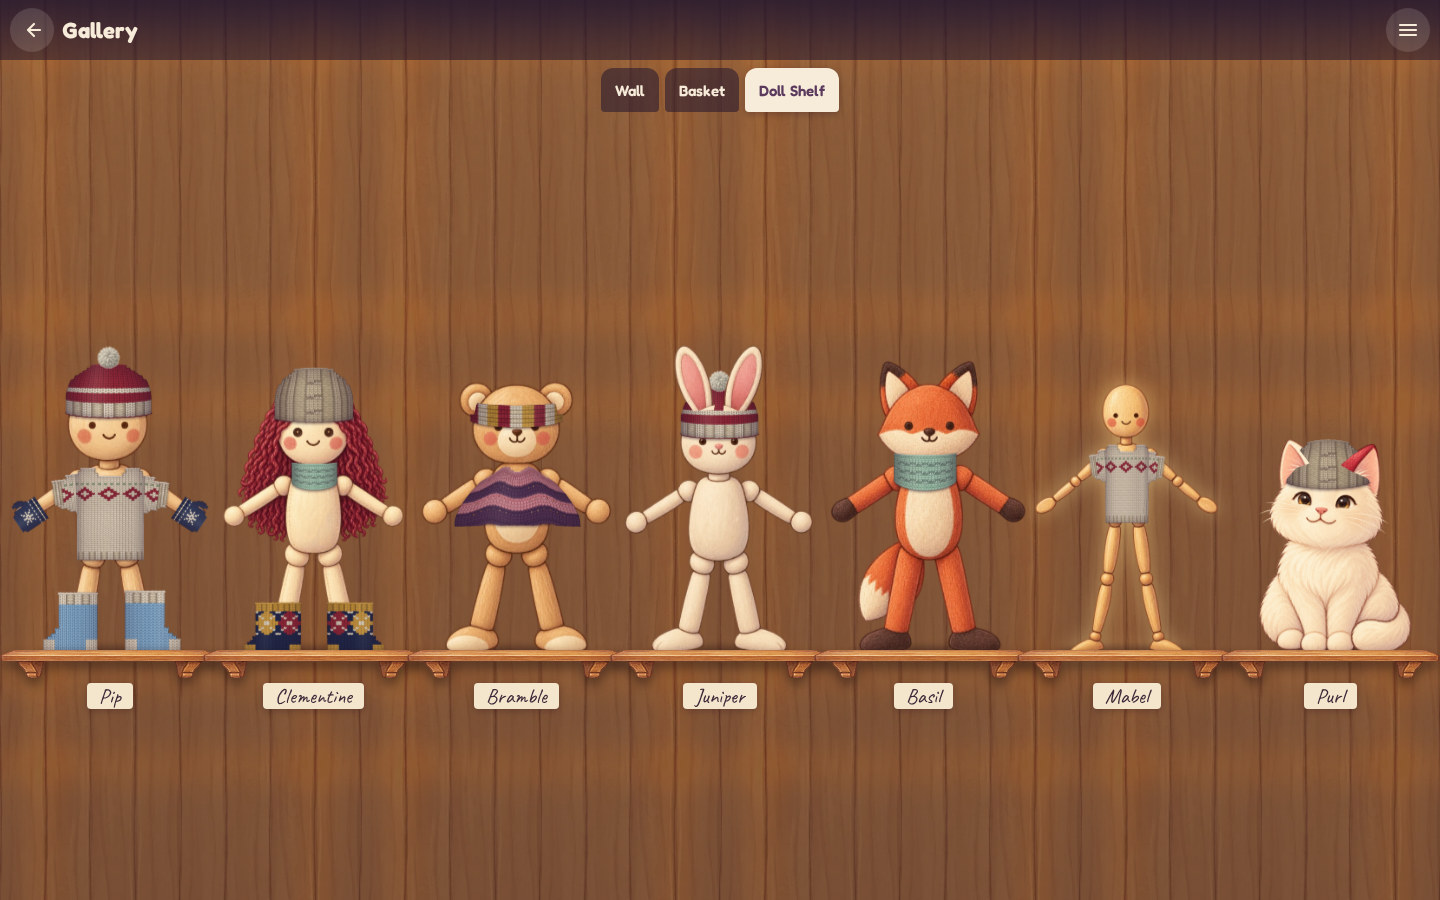 Gallery
Wall
Basket
Doll Shelf
Pip
Clementine
Bramble
Juniper
Basil
Mabel
Purl